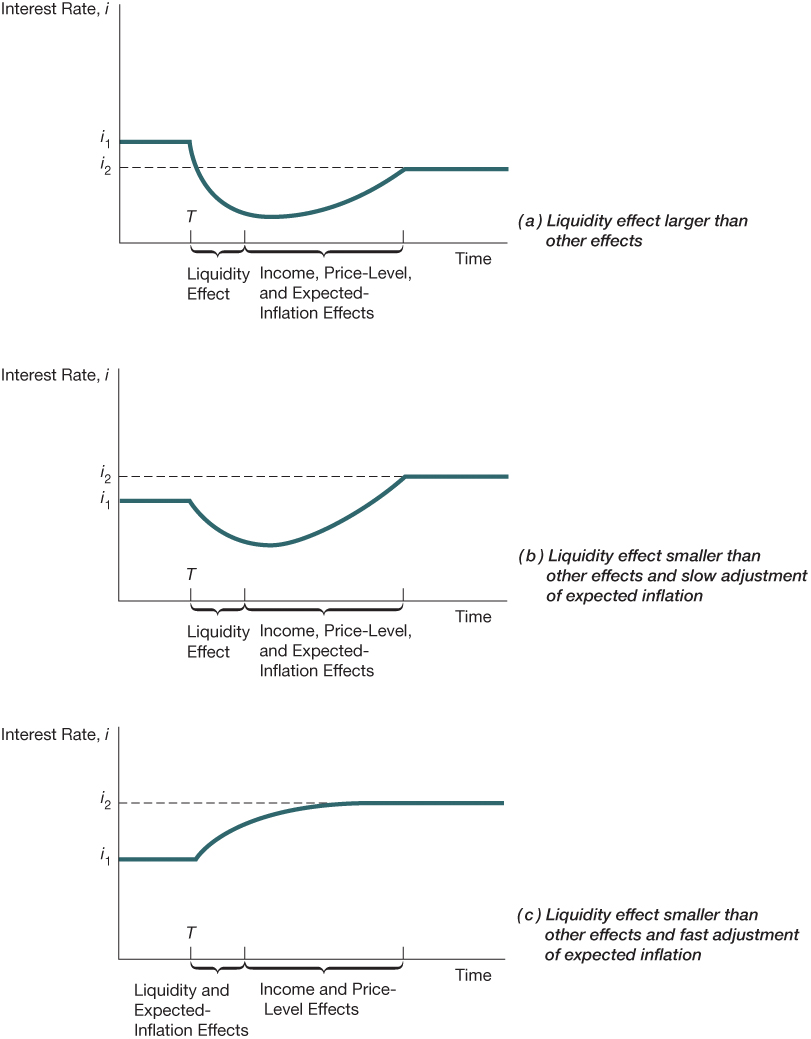 Interest Rate, i
i1
i2
T
(a) Liquidity effect larger than
other effects
Time
Liquidity
Effect
Income, Price-Level,
and Expected-
Inflation Effects
Interest Rate, i
i2
i1
T
(b) Liquidity effect smaller than
other effects and slow adjustment
of expected inflation
Time
Liquidity
Effect
Income, Price-Level,
and Expected-
Inflation Effects
Interest Rate, i
i2
i1
T
(c) Liquidity effect smaller than
other effects and fast adjustment
of expected inflation
Time
Liquidity and
Expected-
Inflation Effects
Income and Price-
Level Effects